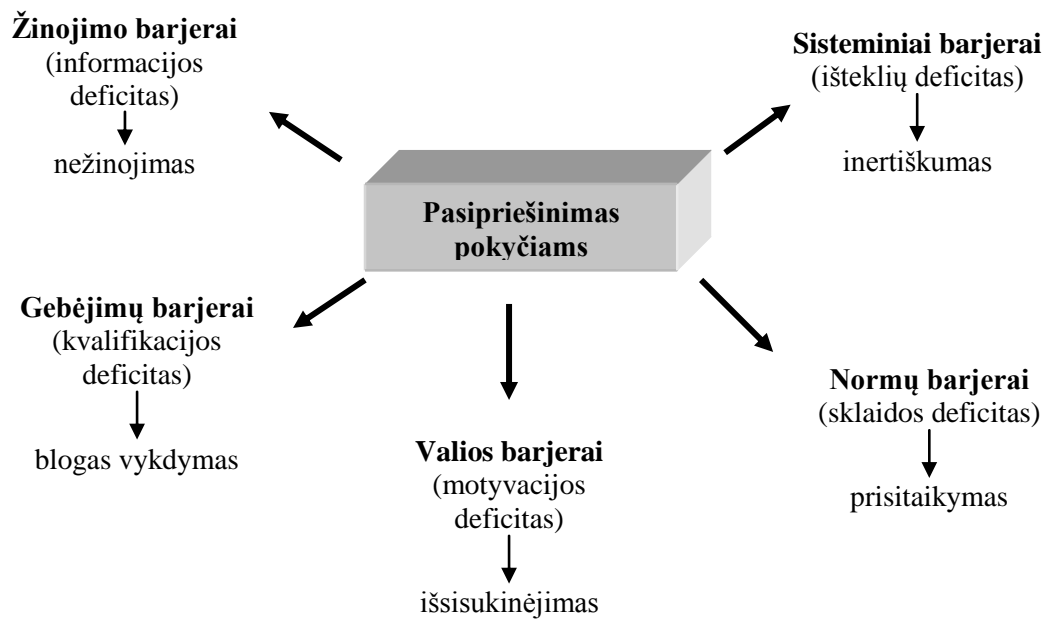 Žinojimo barjerai
(informacijos
deficitas)
nežinojimas
Sisteminiai barjerai
(išteklių deficitas)
inertiškumas
Pasipriešinimas
pokyčiams
Gebėjimų barjerai
(kvalifikacijos
deficitas)
blogas vykdymas
Valios barjerai
(motyvacijos
deficitas)
išsisukinėjimas
Normų barjerai
(sklaidos deficitas)
prisitaikymas